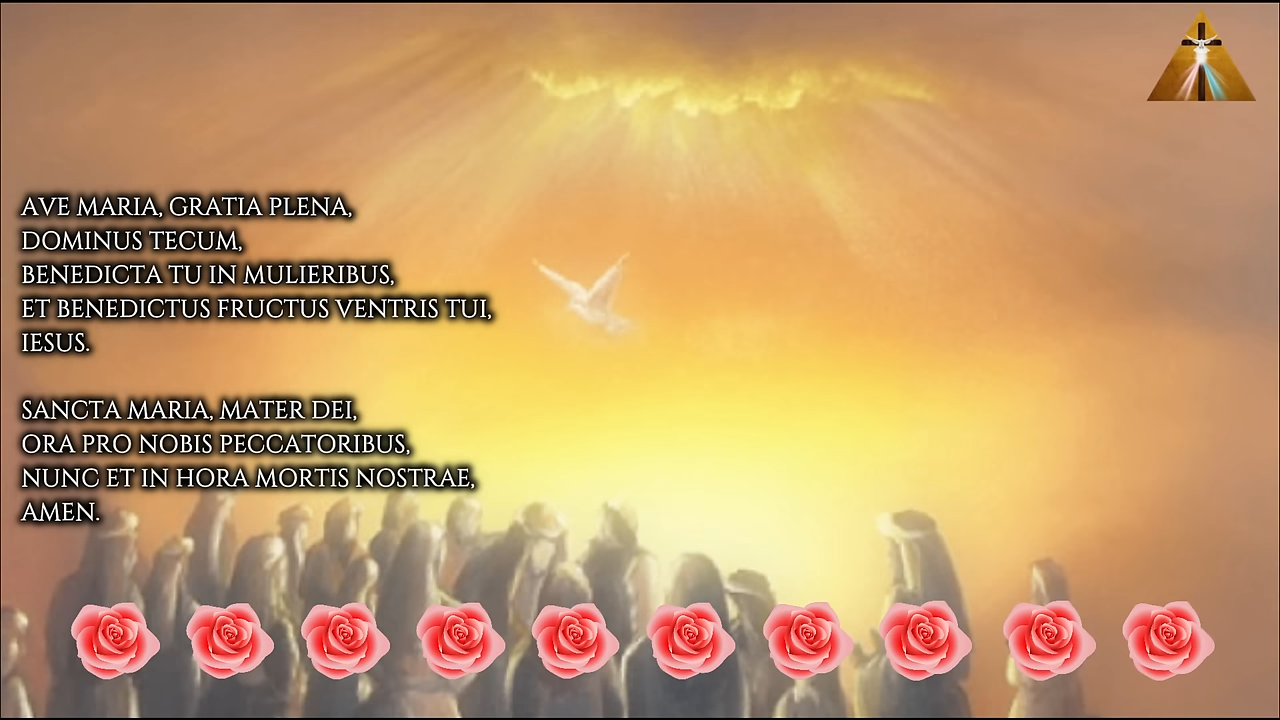 AVE MARIA, GRATIA PLENA,
DOMINUS TECUM,
BENEDICTA TU IN MULIERIBUS,
ET BENEDICTUS FRUCTUS VENTRIS TUI,
IESUS.
SANCTA MARIA, MATER DEI,
ORA PRO NOBIS PECCATORIBUS,
NUNC ET IN HORA MORTIS NOSTRAE,
AMEN.